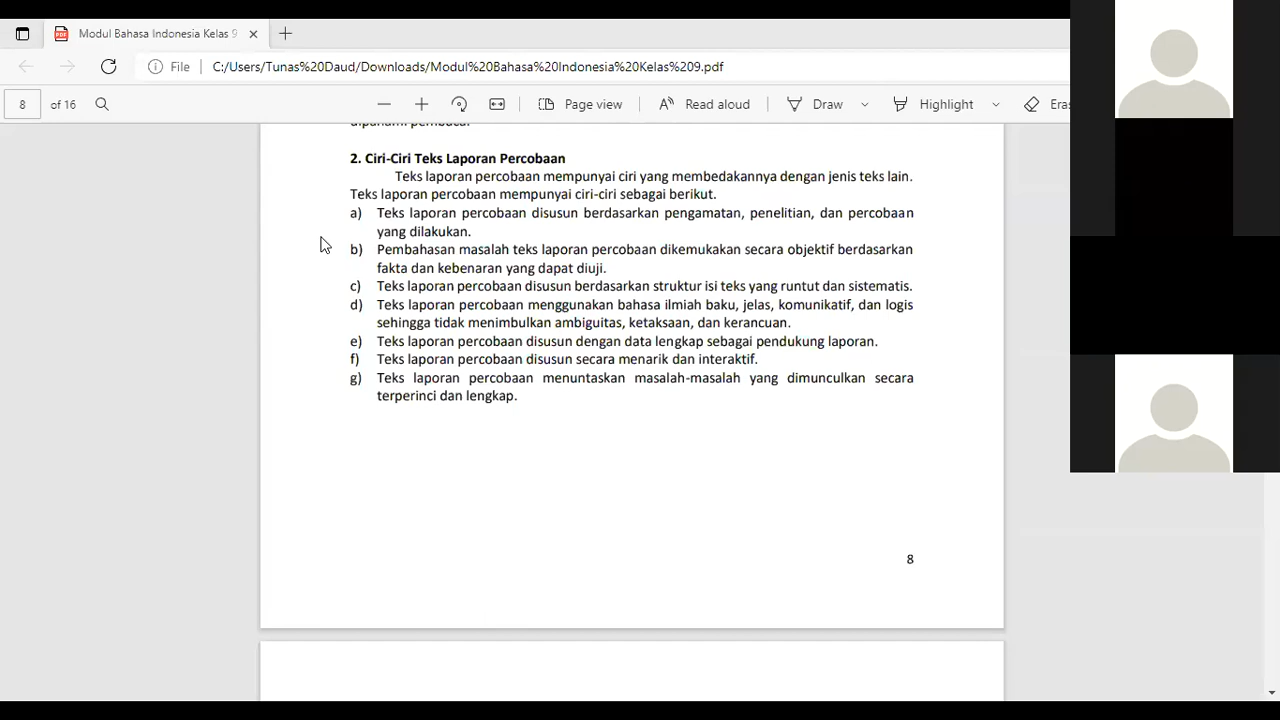 Modul Bahasa Indonesia Kelas 9
File
C:/Users/Tunas%20Daud/Downloads/Modul%20Bahasa%20Indonesia%20Kelas%209.pdf
8 of 16
Page view
Read aloud
Draw
Highlight
Eras
dipahami pembaca.
2. Ciri-Ciri Teks Laporan Percobaan
Teks laporan percobaan mempunyai ciri yang membedakannya dengan jenis teks lain.
Teks laporan percobaan mempunyai ciri-ciri sebagai berikut.
a) Teks laporan percobaan disusun berdasarkan pengamatan, penelitian, dan percobaan
yang dilakukan.
b) Pembahasan masalah teks laporan percobaan dikemukakan secara objektif berdasarkan
fakta dan kebenaran yang dapat diuji.
c) Teks laporan percobaan disusun berdasarkan struktur isi teks yang runtut dan sistematis.
d) Teks laporan percobaan menggunakan bahasa ilmiah baku, jelas, komunikatif, dan logis
sehingga tidak menimbulkan ambiguitas, ketaksaan, dan kerancuan.
e) Teks laporan percobaan disusun dengan data lengkap sebagai pendukung laporan.
f) Teks laporan percobaan disusun secara menarik dan interaktif.
g) Teks laporan percobaan menuntaskan masalah-masalah yang dimunculkan secara
terperinci dan lengkap.
8